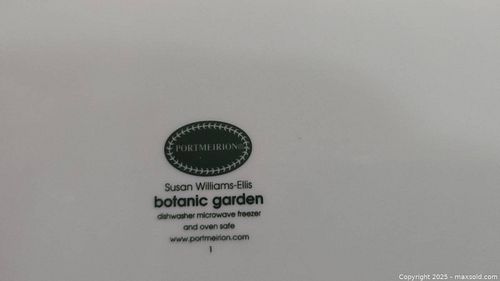 PORTMEIRION®
Susan Williams-Ellis
botanic garden
dishwasher microwave freezer
and oven safe
www.portmeirion.com
1
Copyright © 2025 - maxsold.com